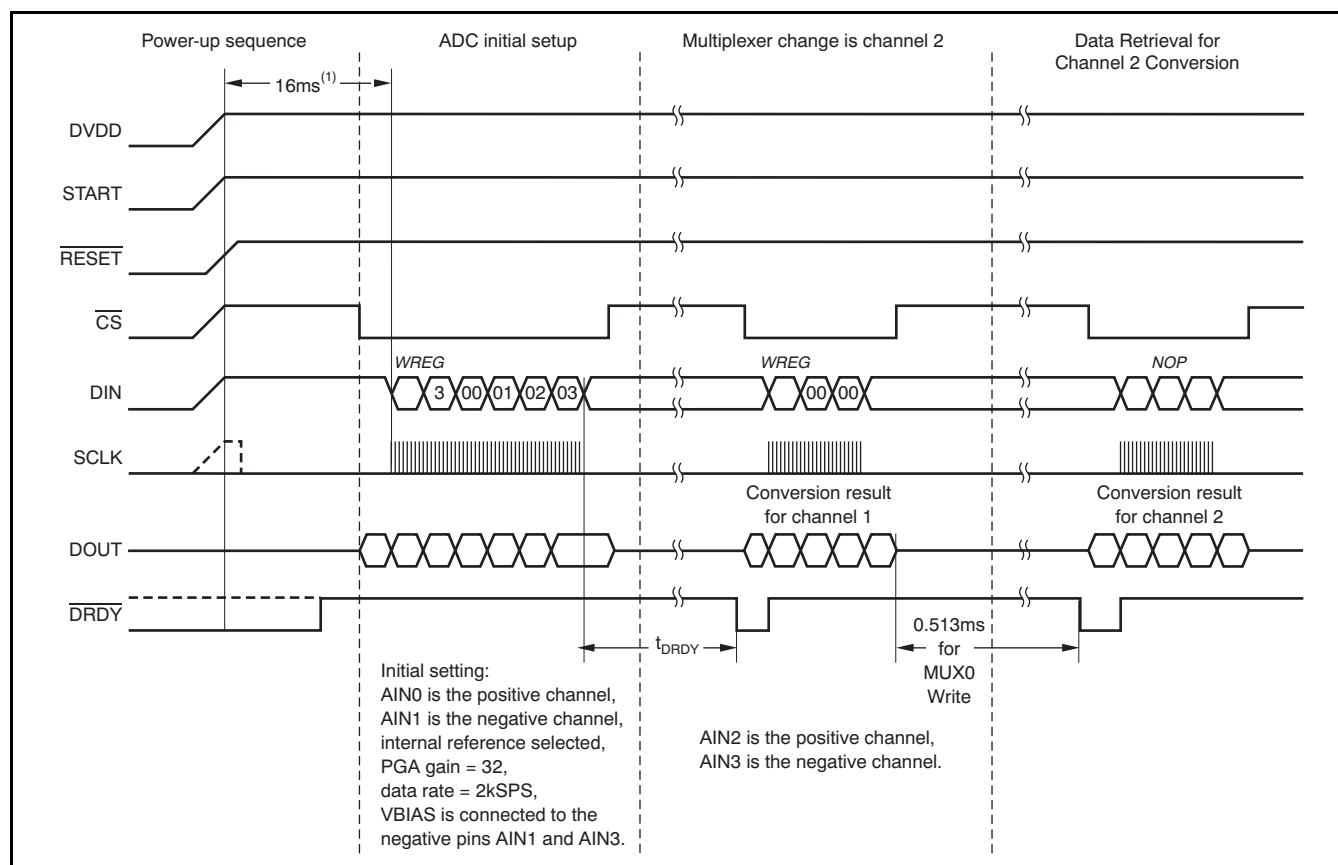 Power-up sequence
ADC initial setup
Multiplexer change is channel 2
Data Retrieval for
Channel 2 Conversion
16ms(1)
DVDD
START
RESET
CS
WREG
WREG
NOP
DIN
3 00 01 02 03
00 00
SCLK
Conversion result
for channel 1
Conversion result
for channel 2
DOUT
DRDY
tDRDY
0.513ms
for
MUX0
Write
Initial setting:
AIN0 is the positive channel,
AIN1 is the negative channel,
internal reference selected,
PGA gain = 32,
data rate = 2kSPS,
VBIAS is connected to the
negative pins AIN1 and AIN3.
AIN2 is the positive channel,
AIN3 is the negative channel.